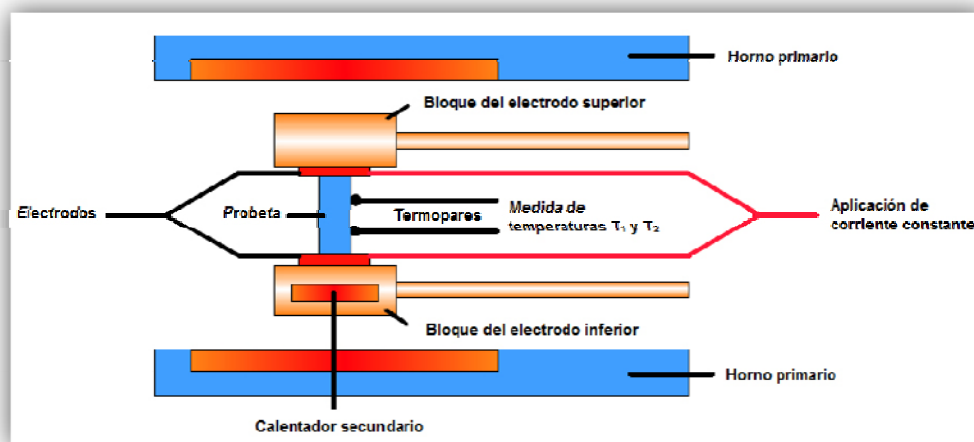 Horno primario
Bloque del electrodo superior
Electrodos
Probeta
Termopares
Medida de
temperaturas T₁ y T₂
Aplicación de
corriente constante
Bloque del electrodo inferior
Horno primario
Calentador secundario